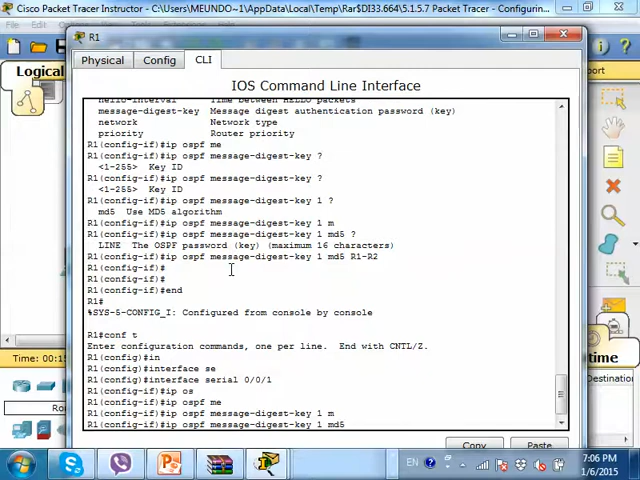 Cisco Packet Tracer Instructor - C:\Users\MEUNDO~1\AppData\Local\Temp\Rar$DI33.664\5.1.5.7 Packet Tracer - Configurin...
R1
Physical
Config
CLI
Logical
port
IOS Command Line Interface
hello-interval Time between HELLO packets
message-digest-key Message digest authentication password (key)
network Network type
priority Router priority
R1(config-if)#ip ospf me
R1(config-if)#ip ospf message-digest-key ?
<1-255> Key ID
R1(config-if)#ip ospf message-digest-key ?
<1-255> Key ID
R1(config-if)#ip ospf message-digest-key 1 ?
md5 Use MD5 algorithm
R1(config-if)#ip ospf message-digest-key 1 m
R1(config-if)#ip ospf message-digest-key 1 md5 ?
LINE The OSPF password (key) (maximum 16 characters)
R1(config-if)#ip ospf message-digest-key 1 md5 R1-R2
R1(config-if)#
R1(config-if)#
R1(config-if)#end
R1#
%SYS-5-CONFIG_I: Configured from console by console
R1#conf t
Enter configuration commands, one per line. End with CNTL/Z.
R1(config)#in
R1(config)#interface se
R1(config)#interface serial 0/0/1
R1(config-if)#ip os
R1(config-if)#ip ospf me
R1(config-if)#ip ospf message-digest-key 1 m
R1(config-if)#ip ospf message-digest-key 1 md5
Time: 00:1
time
Destination
Ro
Copy
Paste
EN
7:06 PM
1/6/2015